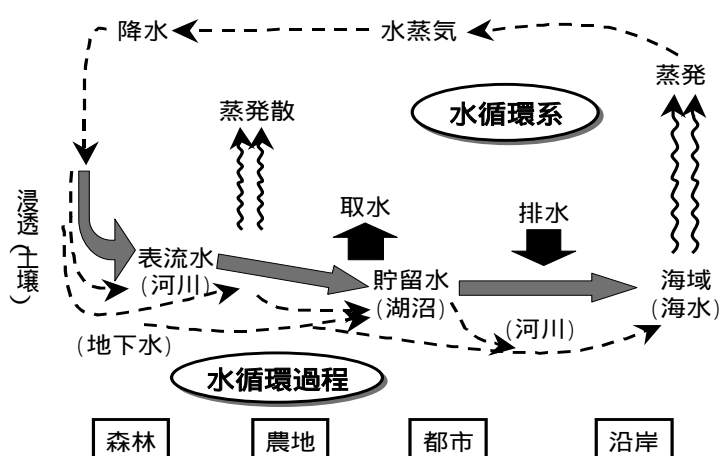 降水
水蒸気
蒸発
水循環系
蒸発散
取水
排水
浸透(土壌)
表流水
(河川)
貯留水
(湖沼)
海域
(海水)
(河川)
(地下水)
水循環過程
森林
農地
都市
沿岸